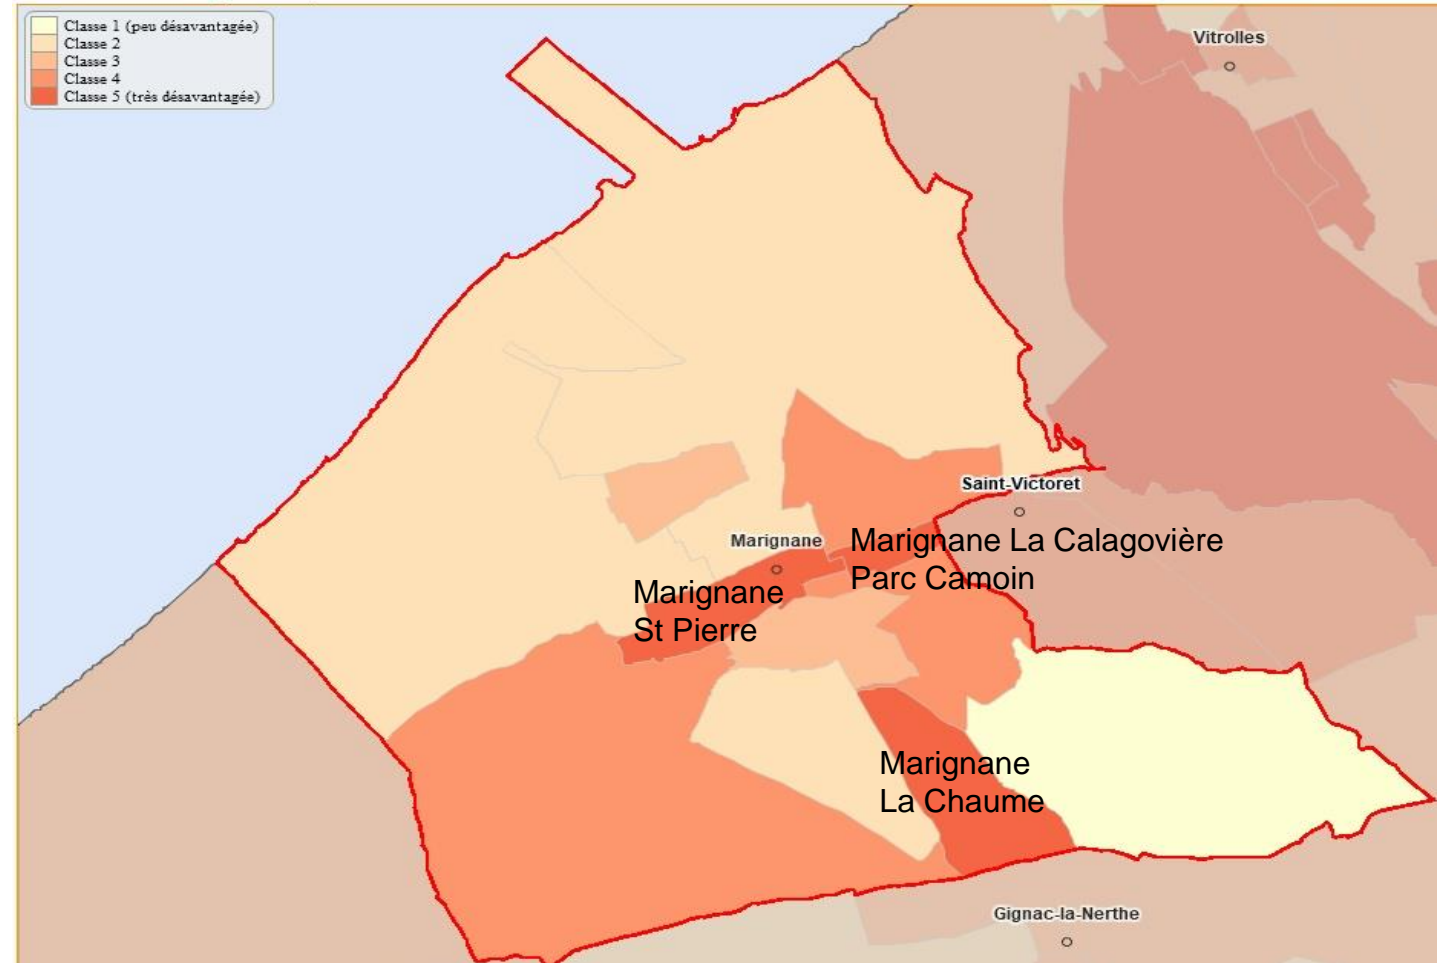 Classe 1 (peu désavantagée)
Classe 2
Classe 3
Classe 4
Classe 5 (très désavantagée)
Vitrolles
Saint-Victoret
Marignane
Marignane La Calagovière
Parc Camoin
Marignane
St Pierre
Marignane
La Chaume
Gignac-la-Nerthe